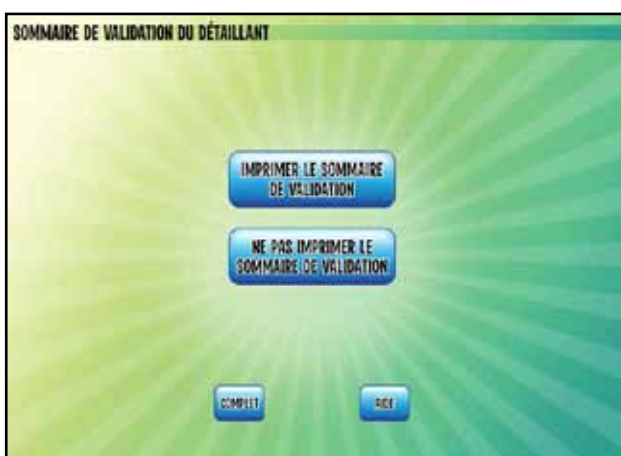 SOMMAIRE DE VALIDATION DU DÉTAILLANT
IMPRIMER LE SOMMAIRE
DE VALIDATION
NE PAS IMPRIMER LE
SOMMAIRE DE VALIDATION
COMPLET
AIDE